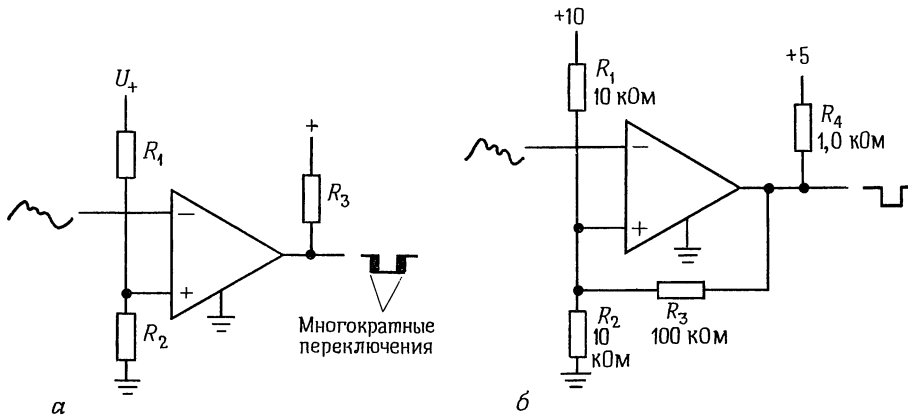 U₊
R₁
R₂
−
+
+
R₃
Многократные
переключения
а
+10
R₁
10 кОм
−
+
+5
R₄
1,0 кОм
R₂
10
кОм
R₃
100 кОм
б